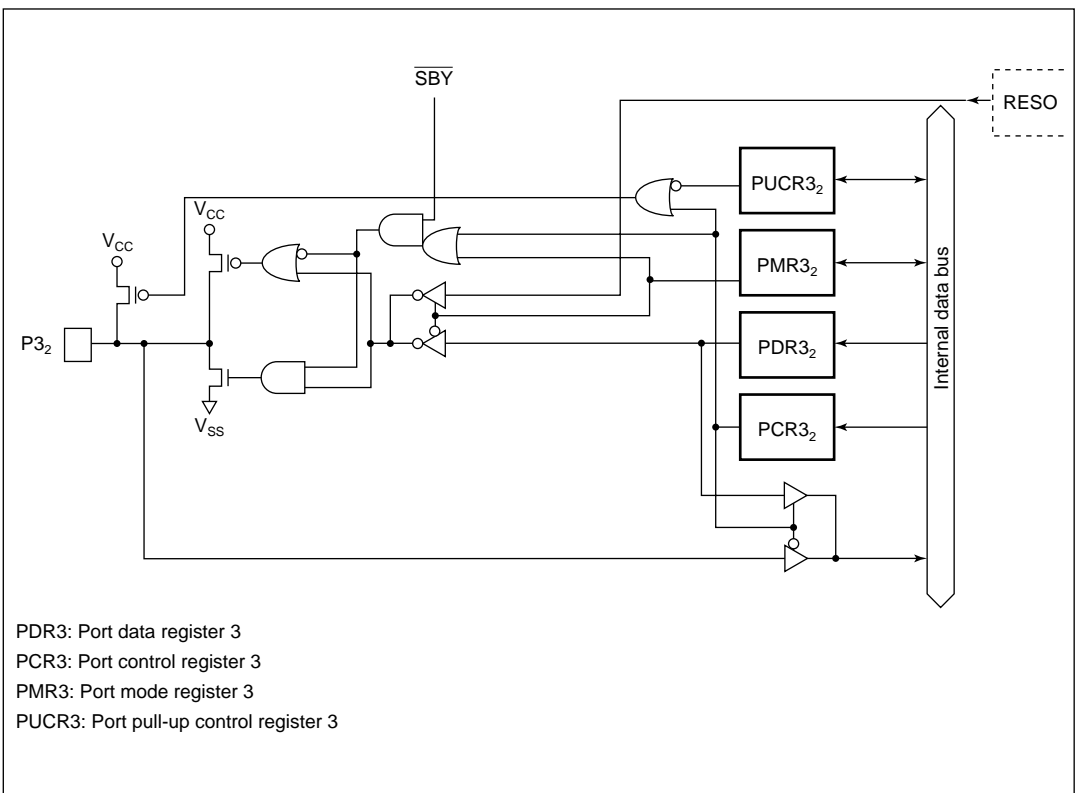 S̅B̅Y̅
RESO
PUCR3₂
V_CC
V_CC
PMR3₂
Internal data bus
P3₂
PDR3₂
V_SS
PCR3₂
PDR3: Port data register 3
PCR3: Port control register 3
PMR3: Port mode register 3
PUCR3: Port pull-up control register 3